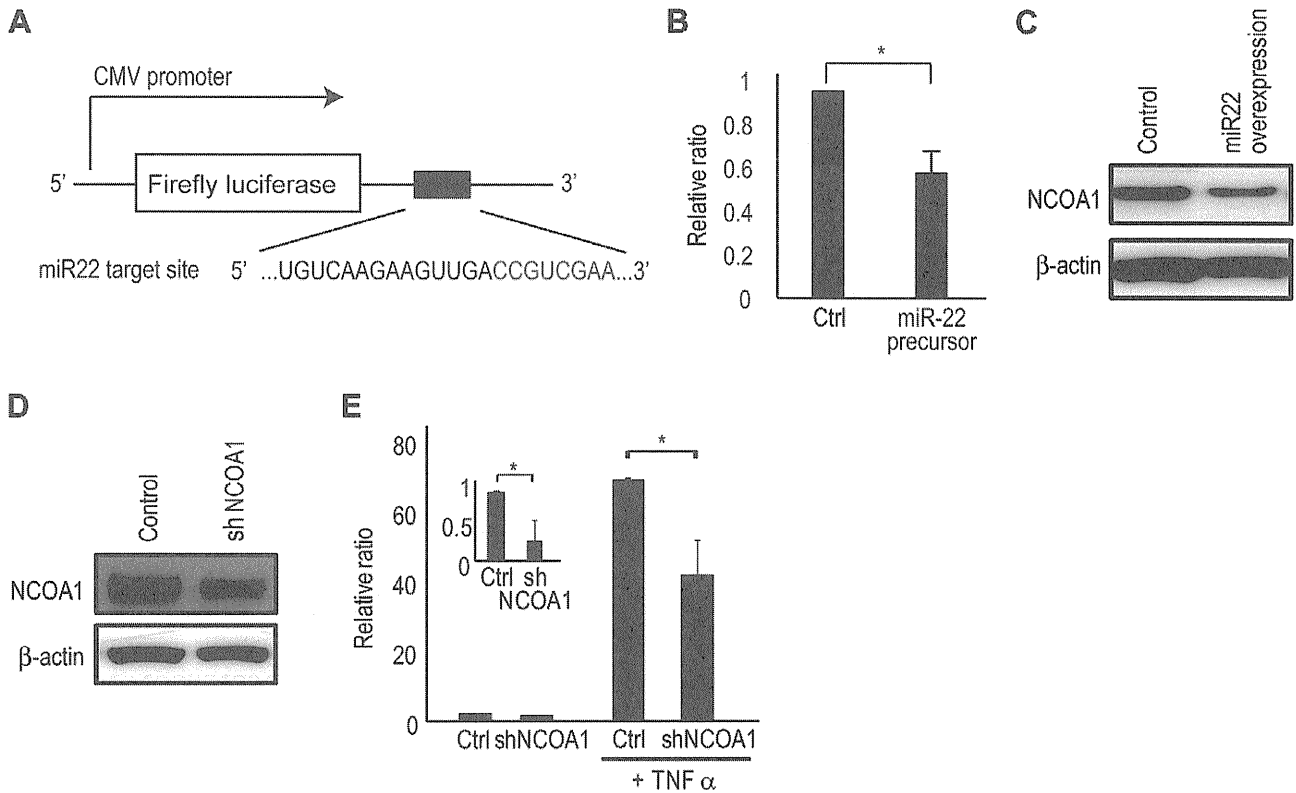 A
CMV promoter
5’
Firefly luciferase
3’
miR22 target site 5’ ...UGUCAAGAAGUUGACCGUCGAA...3’
B
*
Relative ratio
1
0.8
0.6
0.4
0.2
0
Ctrl
miR-22
precursor
C
Control
miR22
overexpression
NCOA1
β-actin
D
Control
sh NCOA1
NCOA1
β-actin
E
Relative ratio
80
60
40
20
0
*
1
0.5
0
Ctrl
sh
NCOA1
*
Ctrl
shNCOA1
Ctrl
shNCOA1
+ TNF α